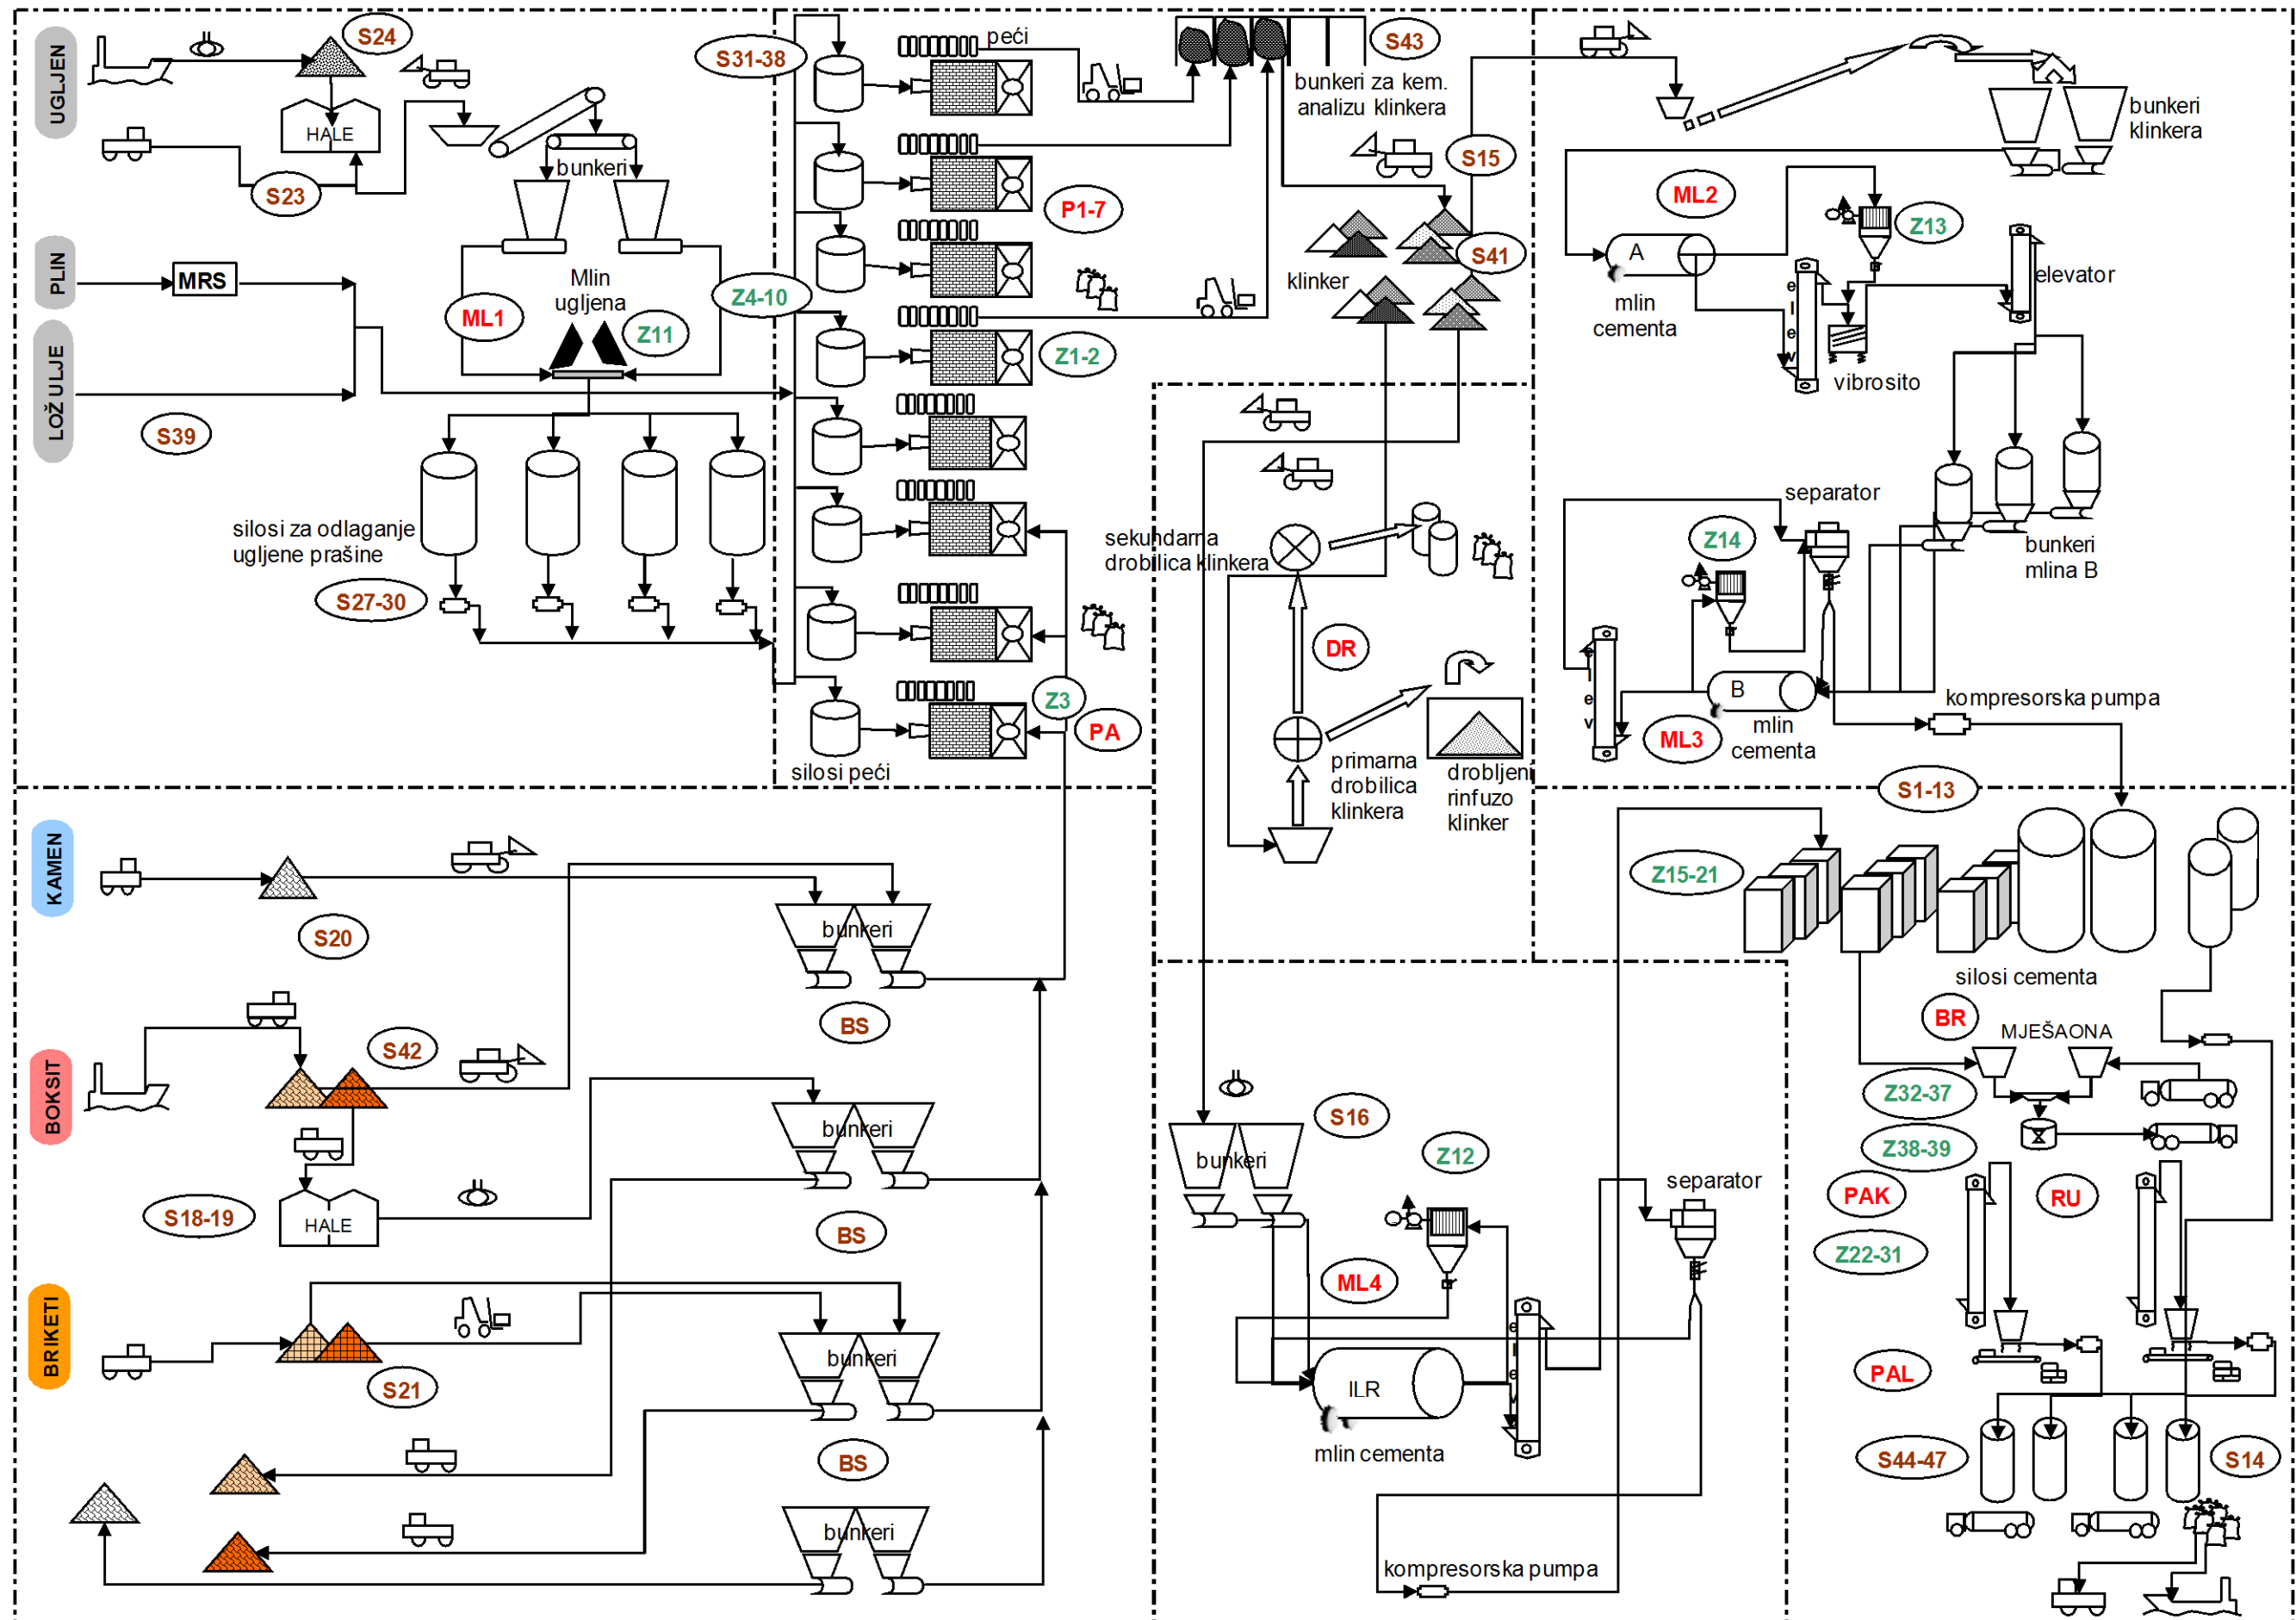 UGLJEN
S24
HALE
S23
bunkeri
PLIN
MRS
LOŽ ULJE
S39
ML1
Mlin
ugljena
Z11
Z4-10
silosi za odlaganje
ugljene prašine
S27-30
S31-38
peći
P1-7
Z1-2
Z3
PA
silosi peći
S43
bunkeri za kem.
analizu klinkera
S15
S41
klinker
sekundarna
drobilica klinkera
DR
primarna
drobilica
klinkera
drobljeni
rinfuzo
klinker
bunkeri
klinkera
ML2
Z13
A
mlin
cementa
e
l
e
v
vibrosito
elevator
separator
Z14
bunkeri
mlina B
e
l
e
v
B
mlin
cementa
ML3
kompresorska pumpa
S1-13
Z15-21
silosi cementa
BR
MJEŠAONA
Z32-37
Z38-39
PAK
RU
Z22-31
PAL
S44-47
S14
KAMEN
S20
bunkeri
BS
BOKSIT
S42
S18-19
HALE
bunkeri
BS
BRIKETI
S21
bunkeri
BS
bunkeri
bunkeri
S16
Z12
ML4
separator
ILR
mlin cementa
e
l
e
v
kompresorska pumpa